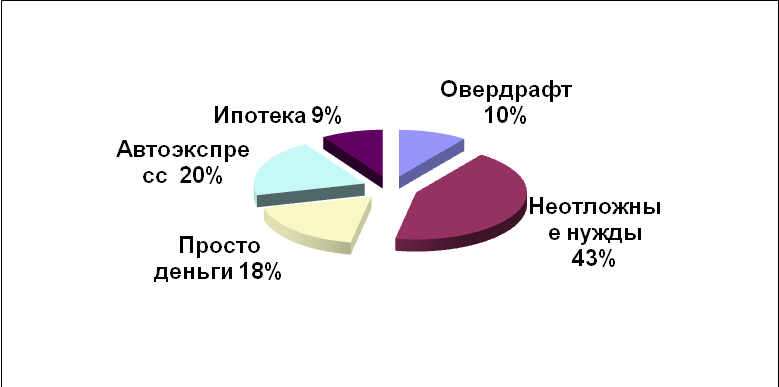 Овердрафт
10%
Ипотека 9%
Автоэкспре
сс 20%
Неотложны
е нужды
43%
Просто
деньги 18%